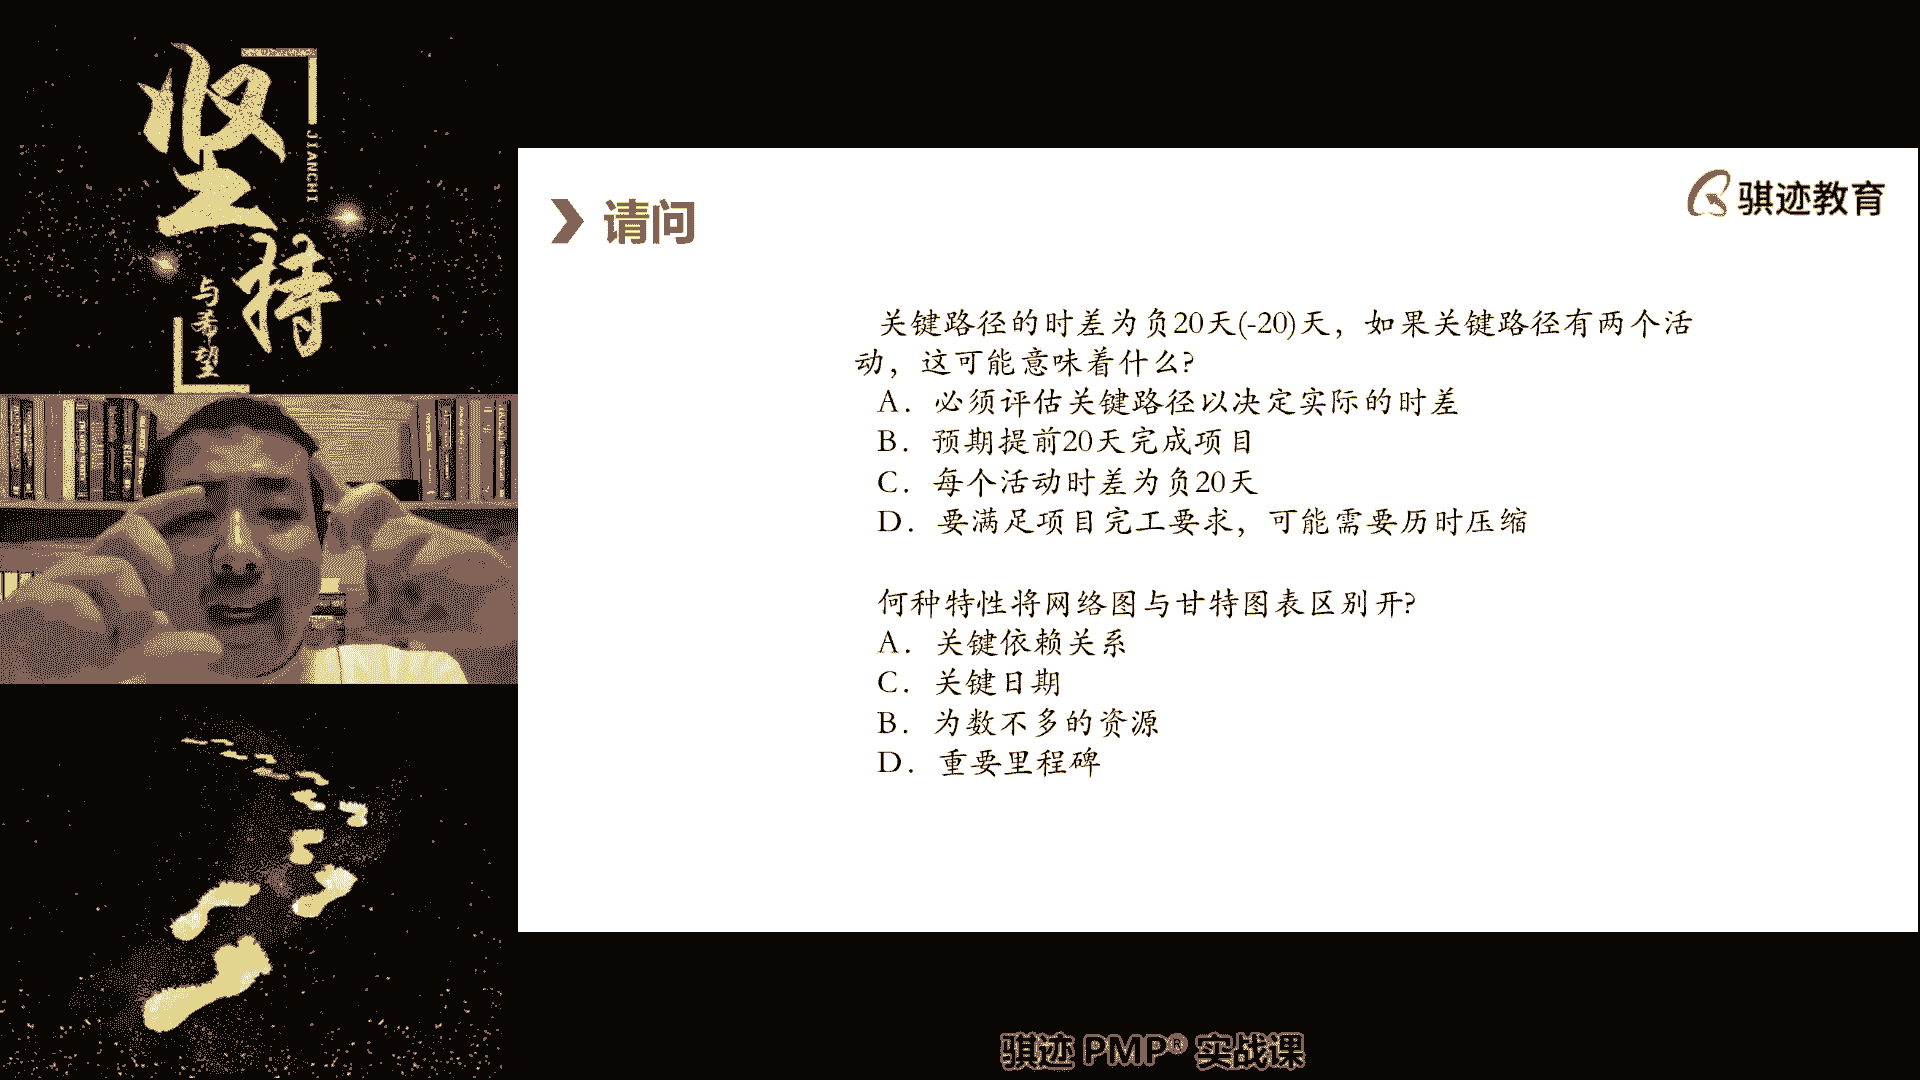 坚持
JIANCHI
与希望
请问
骐迹教育
关键路径的时差为负20天(-20)天，如果关键路径有两个活
动，这可能意味着什么?
A．必须评估关键路径以决定实际的时差
B．预期提前20天完成项目
C．每个活动时差为负20天
D．要满足项目完工要求，可能需要历时压缩
何种特性将网络图与甘特图表区别开?
A．关键依赖关系
C．关键日期
B．为数不多的资源
D．重要里程碑
骐迹 PMP® 实战课